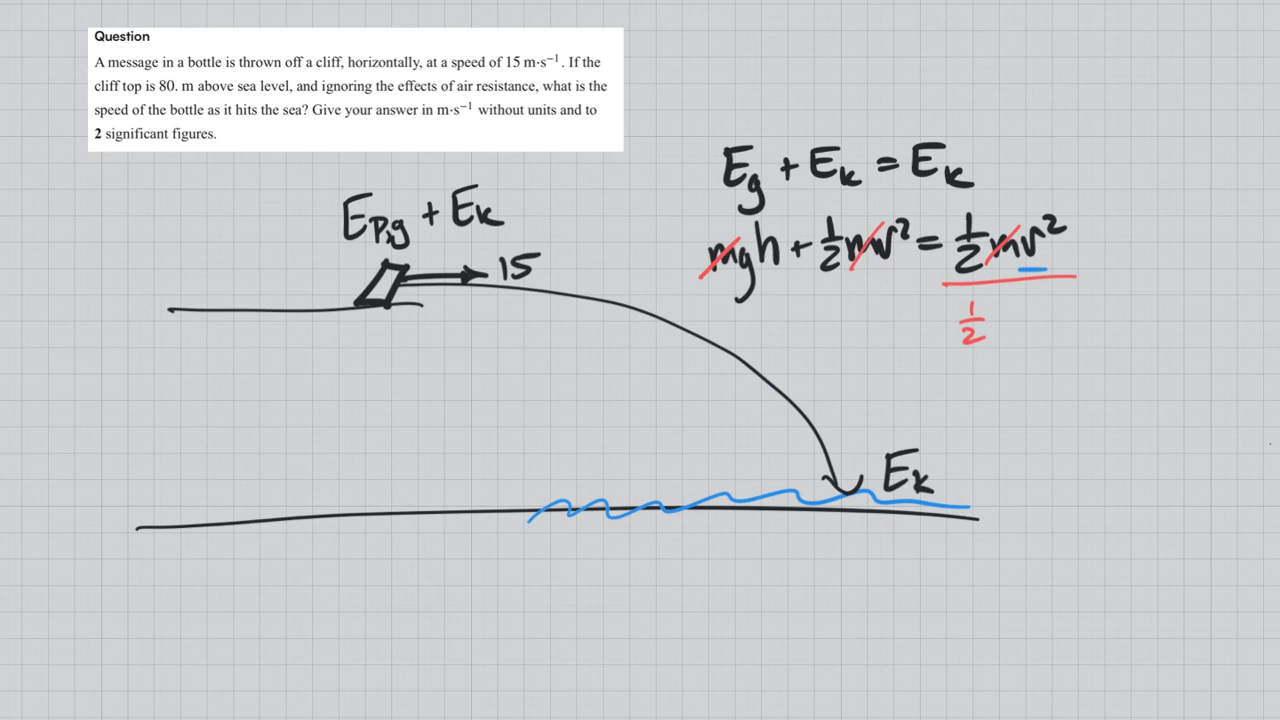 Question
A message in a bottle is thrown off a cliff, horizontally, at a speed of 15 m·s⁻¹. If the
cliff top is 80. m above sea level, and ignoring the effects of air resistance, what is the
speed of the bottle as it hits the sea? Give your answer in m·s⁻¹ without units and to
2 significant figures.
Eg + Ek = Ek
EP,g + Ek
mgh + ½mv² = ½mv²
15
½
Ek